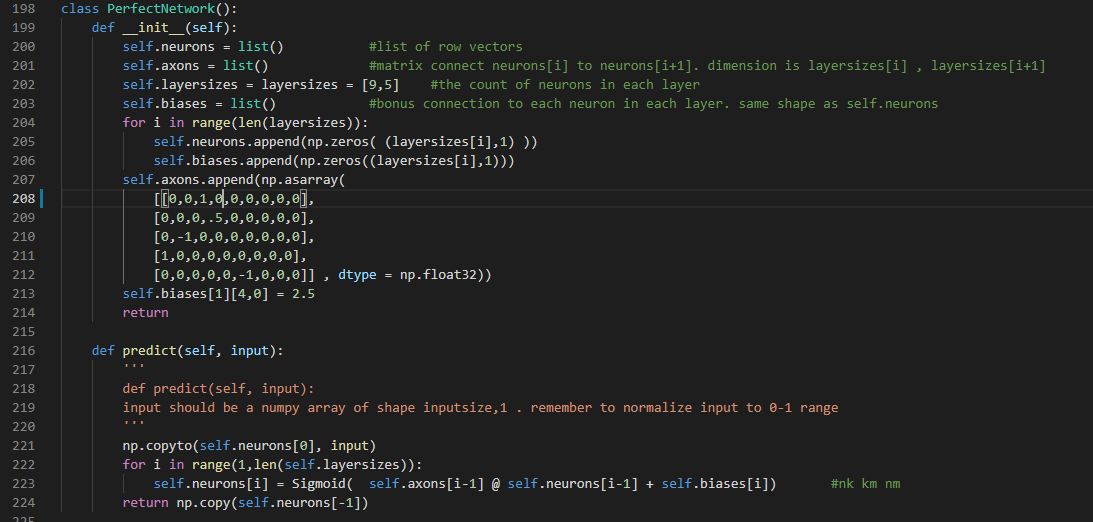 198 class PerfectNetwork():
199     def __init__(self):
200         self.neurons = list()           #list of row vectors
201         self.axons = list()             #matrix connect neurons[i] to neurons[i+1]. dimension is layersizes[i] , layersizes[i+1]
202         self.layersizes = layersizes = [9,5]    #the count of neurons in each layer
203         self.biases = list()            #bonus connection to each neuron in each layer. same shape as self.neurons
204         for i in range(len(layersizes)):
205             self.neurons.append(np.zeros( (layersizes[i],1) ))
206             self.biases.append(np.zeros((layersizes[i],1)))
207         self.axons.append(np.asarray(
208             [[0,0,1,0,0,0,0,0,0],
209             [0,0,0,.5,0,0,0,0,0],
210             [0,-1,0,0,0,0,0,0,0],
211             [1,0,0,0,0,0,0,0,0],
212             [0,0,0,0,0,-1,0,0,0]] , dtype = np.float32))
213         self.biases[1][4,0] = 2.5
214         return
215
216     def predict(self, input):
217         '''
218         def predict(self, input):
219         input should be a numpy array of shape inputsize,1 . remember to normalize input to 0-1 range
220         '''
221         np.copyto(self.neurons[0], input)
222         for i in range(1,len(self.layersizes)):
223             self.neurons[i] = Sigmoid(  self.axons[i-1] @ self.neurons[i-1] + self.biases[i])       #nk km nm
224         return np.copy(self.neurons[-1])
225